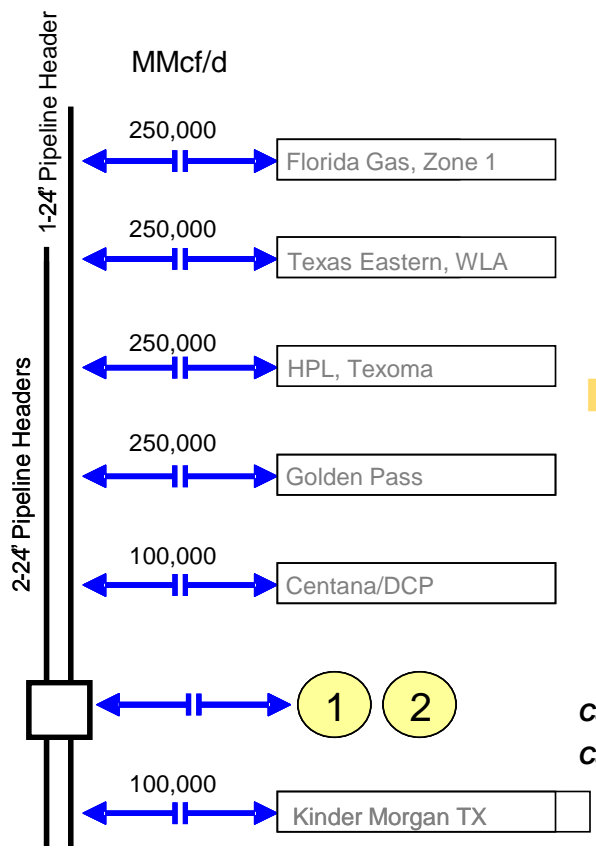 MMcf/d
1-24" Pipeline Header
250,000
Florida Gas, Zone 1
250,000
Texas Eastern, WLA
250,000
HPL, Texoma
250,000
Golden Pass
2-24" Pipeline Headers
100,000
Centana/DCP
1 2
C
C
100,000
Kinder Morgan TX